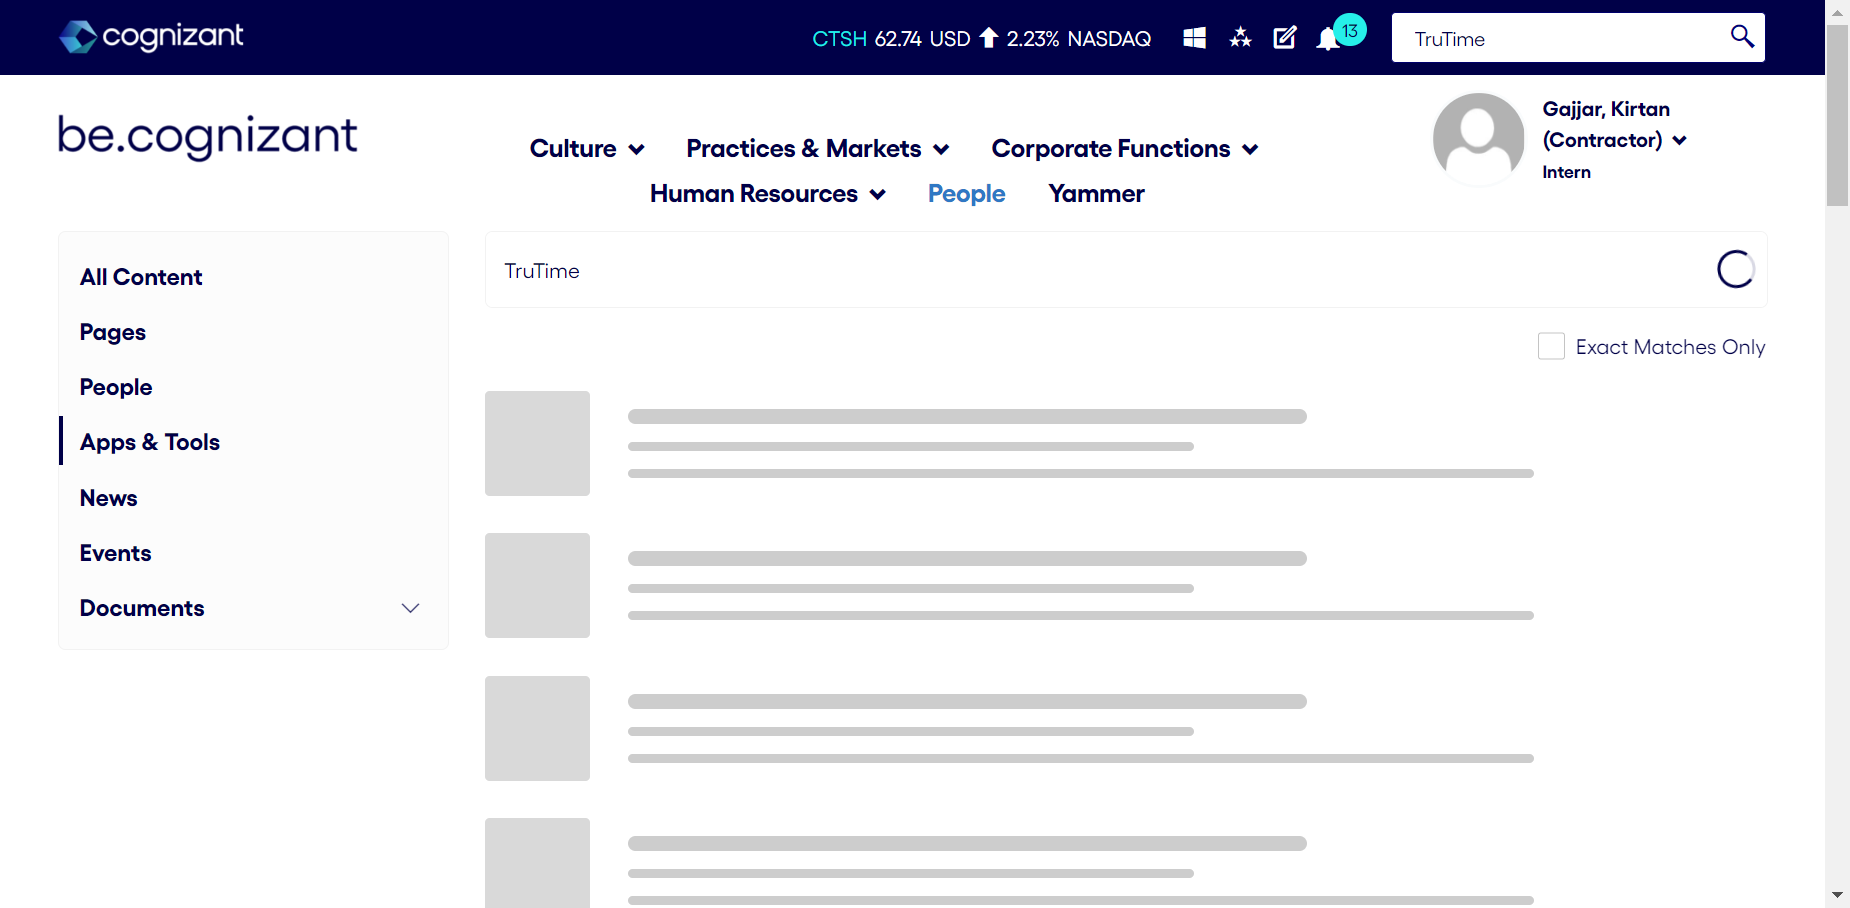 cognizant
CTSH 62.74 USD 2.23% NASDAQ
13
TruTime
be.cognizant
Culture
Practices & Markets
Corporate Functions
Human Resources
People
Yammer
Gajjar, Kirtan
(Contractor)
Intern
All Content
Pages
People
Apps & Tools
News
Events
Documents
TruTime
Exact Matches Only